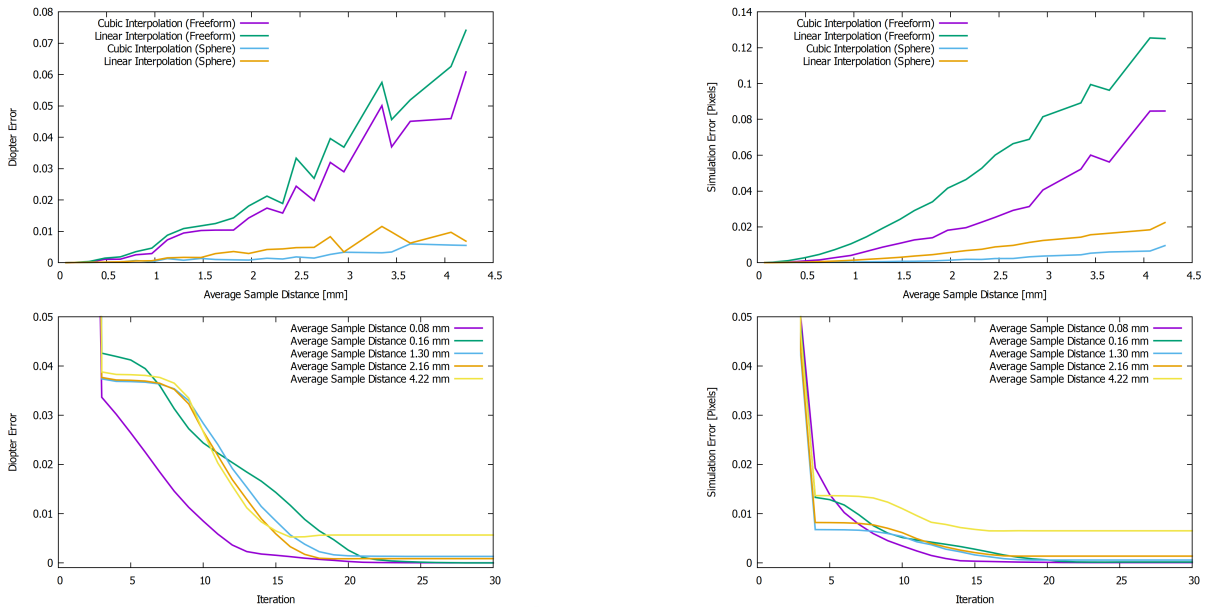 0.08
0.07
0.06
0.05
0.04
0.03
0.02
0.01
0
Diopter Error
Cubic Interpolation (Freeform)
Linear Interpolation (Freeform)
Cubic Interpolation (Sphere)
Linear Interpolation (Sphere)
0 0.5 1 1.5 2 2.5 3 3.5 4 4.5
Average Sample Distance [mm]
0.14
0.12
0.1
0.08
0.06
0.04
0.02
0
Simulation Error [Pixels]
Cubic Interpolation (Freeform)
Linear Interpolation (Freeform)
Cubic Interpolation (Sphere)
Linear Interpolation (Sphere)
0 0.5 1 1.5 2 2.5 3 3.5 4 4.5
Average Sample Distance [mm]
0.05
0.04
0.03
0.02
0.01
0
Diopter Error
Average Sample Distance 0.08 mm
Average Sample Distance 0.16 mm
Average Sample Distance 1.30 mm
Average Sample Distance 2.16 mm
Average Sample Distance 4.22 mm
0 5 10 15 20 25 30
Iteration
0.05
0.04
0.03
0.02
0.01
0
Simulation Error [Pixels]
Average Sample Distance 0.08 mm
Average Sample Distance 0.16 mm
Average Sample Distance 1.30 mm
Average Sample Distance 2.16 mm
Average Sample Distance 4.22 mm
0 5 10 15 20 25 30
Iteration